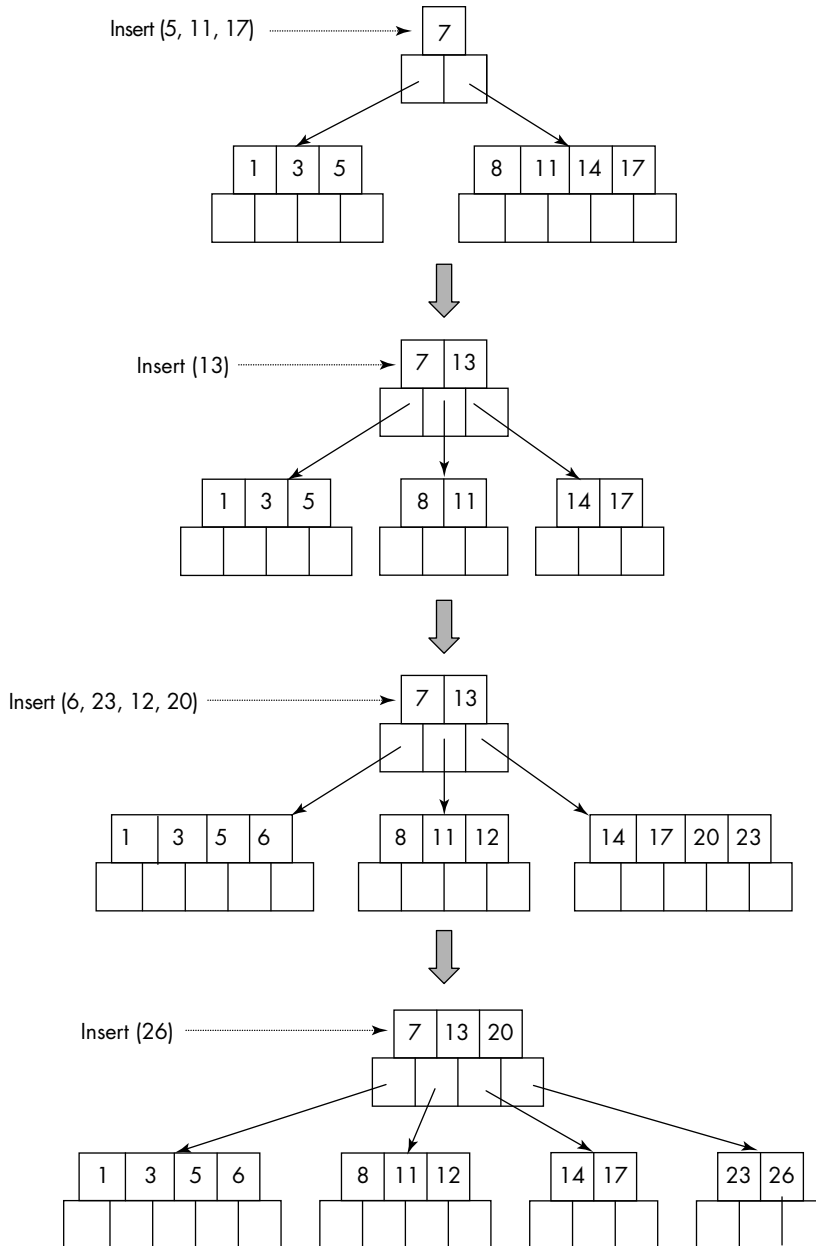 Insert (5, 11, 17)
7
1 3 5 8 11 14 17
Insert (13)
7 13
1 3 5 8 11 14 17
Insert (6, 23, 12, 20)
7 13
1 3 5 6 8 11 12 14 17 20 23
Insert (26)
7 13 20
1 3 5 6 8 11 12 14 17 23 26